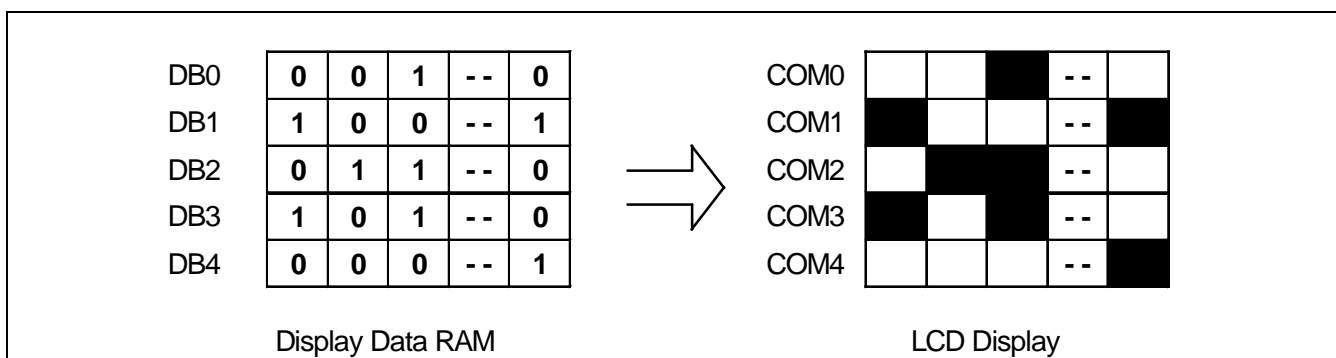 DB0 0 0 1 - - 0 COM0 - -
DB1 1 0 0 - - 1 COM1 - -
DB2 0 1 1 - - 0 COM2 - -
DB3 1 0 1 - - 0 COM3 - -
DB4 0 0 0 - - 1 COM4 - -
Display Data RAM LCD Display